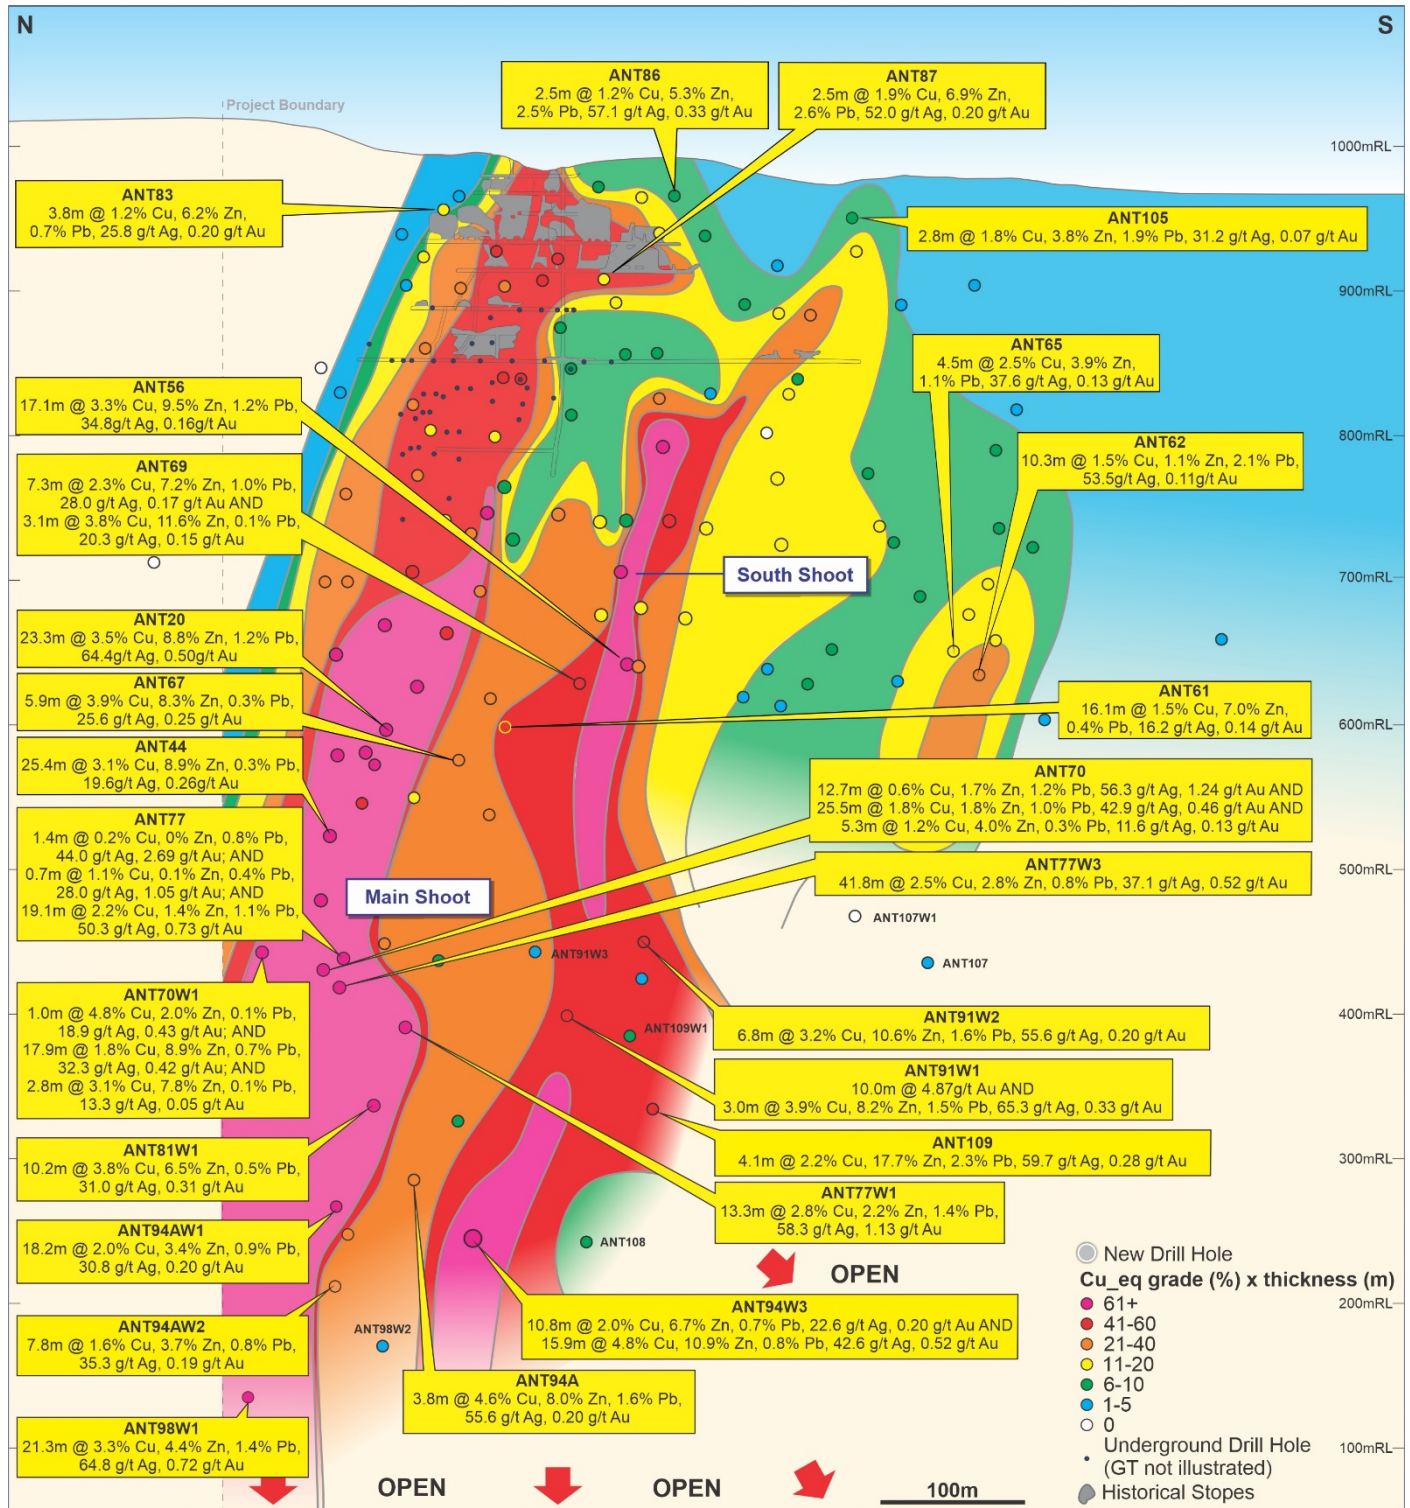 N
S
Project Boundary
ANT86
2.5m @ 1.2% Cu, 5.3% Zn,
2.5% Pb, 57.1 g/t Ag, 0.33 g/t Au
ANT87
2.5m @ 1.9% Cu, 6.9% Zn,
2.6% Pb, 52.0 g/t Ag, 0.20 g/t Au
1000mRL
ANT83
3.8m @ 1.2% Cu, 6.2% Zn,
0.7% Pb, 25.8 g/t Ag, 0.20 g/t Au
ANT105
2.8m @ 1.8% Cu, 3.8% Zn, 1.9% Pb, 31.2 g/t Ag, 0.07 g/t Au
900mRL
ANT65
4.5m @ 2.5% Cu, 3.9% Zn,
1.1% Pb, 37.6 g/t Ag, 0.13 g/t Au
ANT56
17.1m @ 3.3% Cu, 9.5% Zn, 1.2% Pb,
34.8g/t Ag, 0.16g/t Au
800mRL
ANT62
10.3m @ 1.5% Cu, 1.1% Zn, 2.1% Pb,
53.5g/t Ag, 0.11g/t Au
ANT69
7.3m @ 2.3% Cu, 7.2% Zn, 1.0% Pb,
28.0 g/t Ag, 0.17 g/t Au AND
3.1m @ 3.8% Cu, 11.6% Zn, 0.1% Pb,
20.3 g/t Ag, 0.15 g/t Au
South Shoot
700mRL
ANT20
23.3m @ 3.5% Cu, 8.8% Zn, 1.2% Pb,
64.4g/t Ag, 0.50g/t Au
ANT67
5.9m @ 3.9% Cu, 8.3% Zn, 0.3% Pb,
25.6 g/t Ag, 0.25 g/t Au
ANT61
16.1m @ 1.5% Cu, 7.0% Zn,
0.4% Pb, 16.2 g/t Ag, 0.14 g/t Au
600mRL
ANT44
25.4m @ 3.1% Cu, 8.9% Zn, 0.3% Pb,
19.6g/t Ag, 0.26g/t Au
ANT70
12.7m @ 0.6% Cu, 1.7% Zn, 1.2% Pb, 56.3 g/t Ag, 1.24 g/t Au AND
25.5m @ 1.8% Cu, 1.8% Zn, 1.0% Pb, 42.9 g/t Ag, 0.46 g/t Au AND
5.3m @ 1.2% Cu, 4.0% Zn, 0.3% Pb, 11.6 g/t Ag, 0.13 g/t Au
ANT77
1.4m @ 0.2% Cu, 0% Zn, 0.8% Pb,
44.0 g/t Ag, 2.69 g/t Au; AND
0.7m @ 1.1% Cu, 0.1% Zn, 0.4% Pb,
28.0 g/t Ag, 1.05 g/t Au; AND
19.1m @ 2.2% Cu, 1.4% Zn, 1.1% Pb,
50.3 g/t Ag, 0.73 g/t Au
ANT77W3
41.8m @ 2.5% Cu, 2.8% Zn, 0.8% Pb, 37.1 g/t Ag, 0.52 g/t Au
500mRL
Main Shoot
ANT107W1
ANT91W3
ANT107
ANT70W1
1.0m @ 4.8% Cu, 2.0% Zn, 0.1% Pb,
18.9 g/t Ag, 0.43 g/t Au; AND
17.9m @ 1.8% Cu, 8.9% Zn, 0.7% Pb,
32.3 g/t Ag, 0.42 g/t Au; AND
2.8m @ 3.1% Cu, 7.8% Zn, 0.1% Pb,
13.3 g/t Ag, 0.05 g/t Au
400mRL
ANT109W1
ANT91W2
6.8m @ 3.2% Cu, 10.6% Zn, 1.6% Pb, 55.6 g/t Ag, 0.20 g/t Au
ANT91W1
10.0m @ 4.87g/t Au AND
3.0m @ 3.9% Cu, 8.2% Zn, 1.5% Pb, 65.3 g/t Ag, 0.33 g/t Au
ANT109
4.1m @ 2.2% Cu, 17.7% Zn, 2.3% Pb, 59.7 g/t Ag, 0.28 g/t Au
300mRL
ANT81W1
10.2m @ 3.8% Cu, 6.5% Zn, 0.5% Pb,
31.0 g/t Ag, 0.31 g/t Au
ANT77W1
13.3m @ 2.8% Cu, 2.2% Zn, 1.4% Pb,
58.3 g/t Ag, 1.13 g/t Au
ANT94AW1
18.2m @ 2.0% Cu, 3.4% Zn, 0.9% Pb,
30.8 g/t Ag, 0.20 g/t Au
ANT108
OPEN
ANT94W3
10.8m @ 2.0% Cu, 6.7% Zn, 0.7% Pb, 22.6 g/t Ag, 0.20 g/t Au AND
15.9m @ 4.8% Cu, 10.9% Zn, 0.8% Pb, 42.6 g/t Ag, 0.52 g/t Au
200mRL
ANT94AW2
7.8m @ 1.6% Cu, 3.7% Zn, 0.8% Pb,
35.3 g/t Ag, 0.19 g/t Au
ANT98W2
ANT94A
3.8m @ 4.6% Cu, 8.0% Zn, 1.6% Pb,
55.6 g/t Ag, 0.20 g/t Au
ANT98W1
21.3m @ 3.3% Cu, 4.4% Zn, 1.4% Pb,
64.8 g/t Ag, 0.72 g/t Au
100mRL
OPEN
OPEN
100m
New Drill Hole
Cu_eq grade (%) x thickness (m)
61+
41-60
21-40
11-20
6-10
1-5
0
Underground Drill Hole
(GT not illustrated)
Historical Stopes